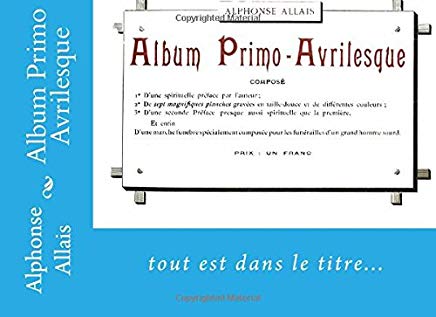 Alphonse Allais
Album Primo Avrilesque
ALPHONSE ALLAIS
Album Primo-Avrilesque
COMPOSÉ
1º D'une spirituelle préface par l'auteur ;
2º De sept magnifiques planches gravées en taille-douce et de différentes couleurs ;
3º D'une seconde Préface presque aussi spirituelle que la première,
Et enfin
D'une marche funèbre spécialement composée pour les funérailles d'un grand homme sourd.
PRIX : UN FRANC
tout est dans le titre...
Copyrighted Material
Copyrighted Material